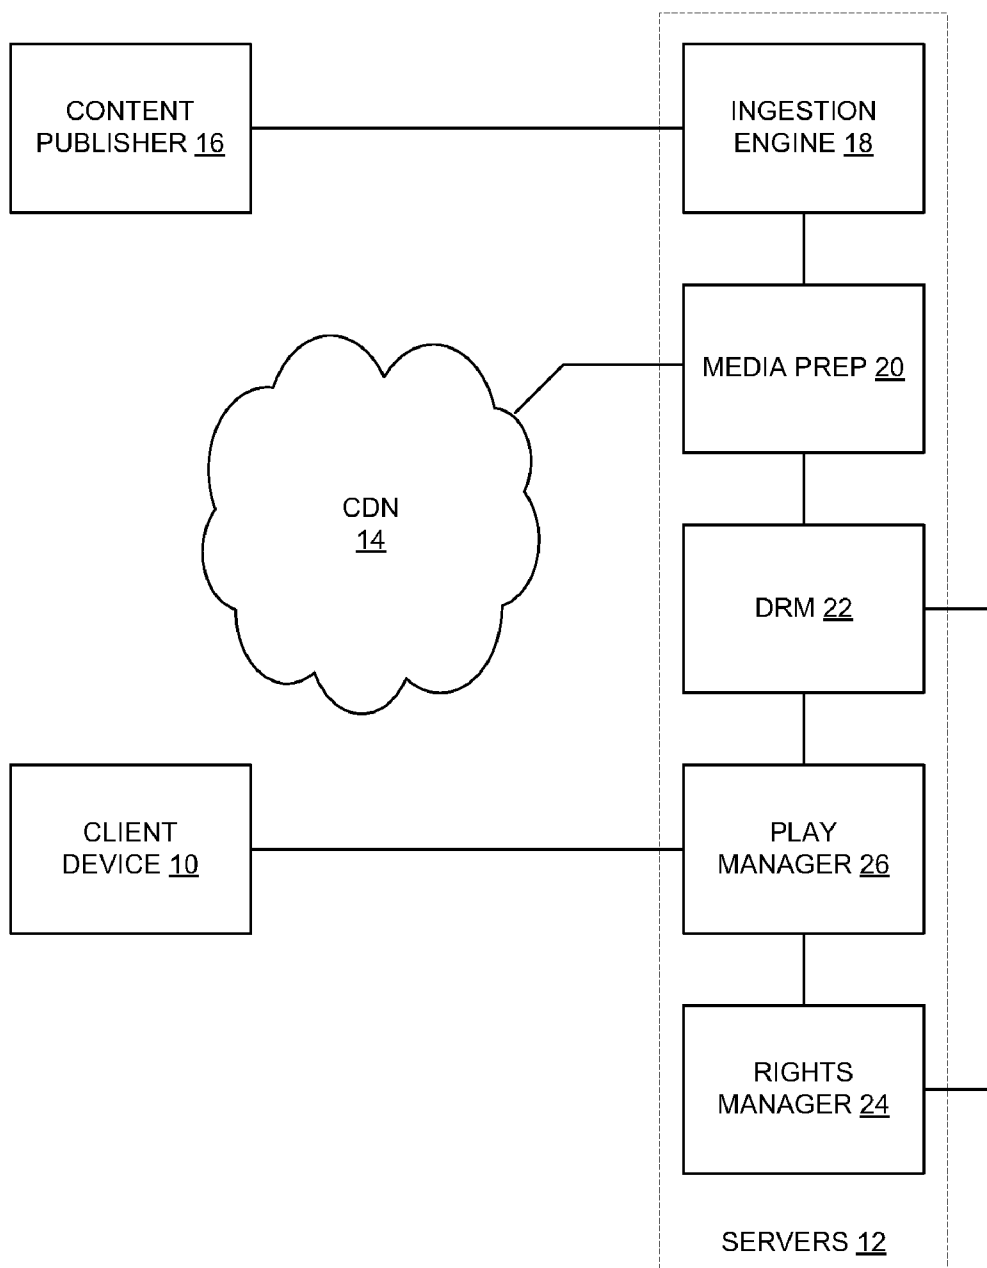 CONTENT
PUBLISHER 16
INGESTION
ENGINE 18
MEDIA PREP 20
CDN
14
DRM 22
CLIENT
DEVICE 10
PLAY
MANAGER 26
RIGHTS
MANAGER 24
SERVERS 12